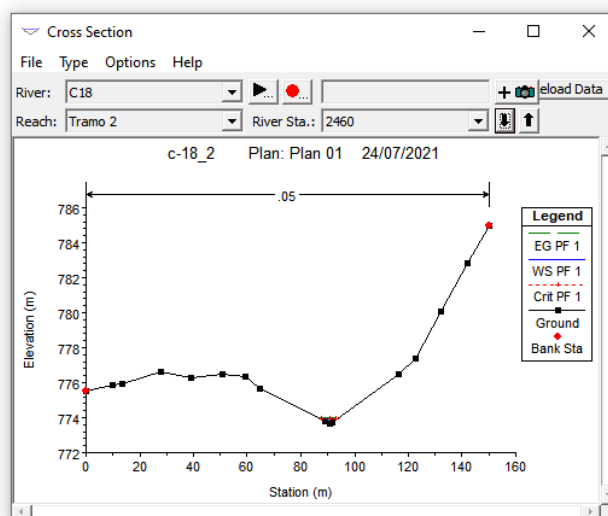 Cross Section
File Type Options Help
River: C18 ... ... + eload Data
Reach: Tramo 2 River Sta.: 2460
c-18_2 Plan: Plan 01 24/07/2021
.05
786
784
782
780
778
776
774
772
Elevation (m)
0 20 40 60 80 100 120 140 160
Station (m)
Legend
EG PF 1
WS PF 1
Crit PF 1
Ground
Bank Sta